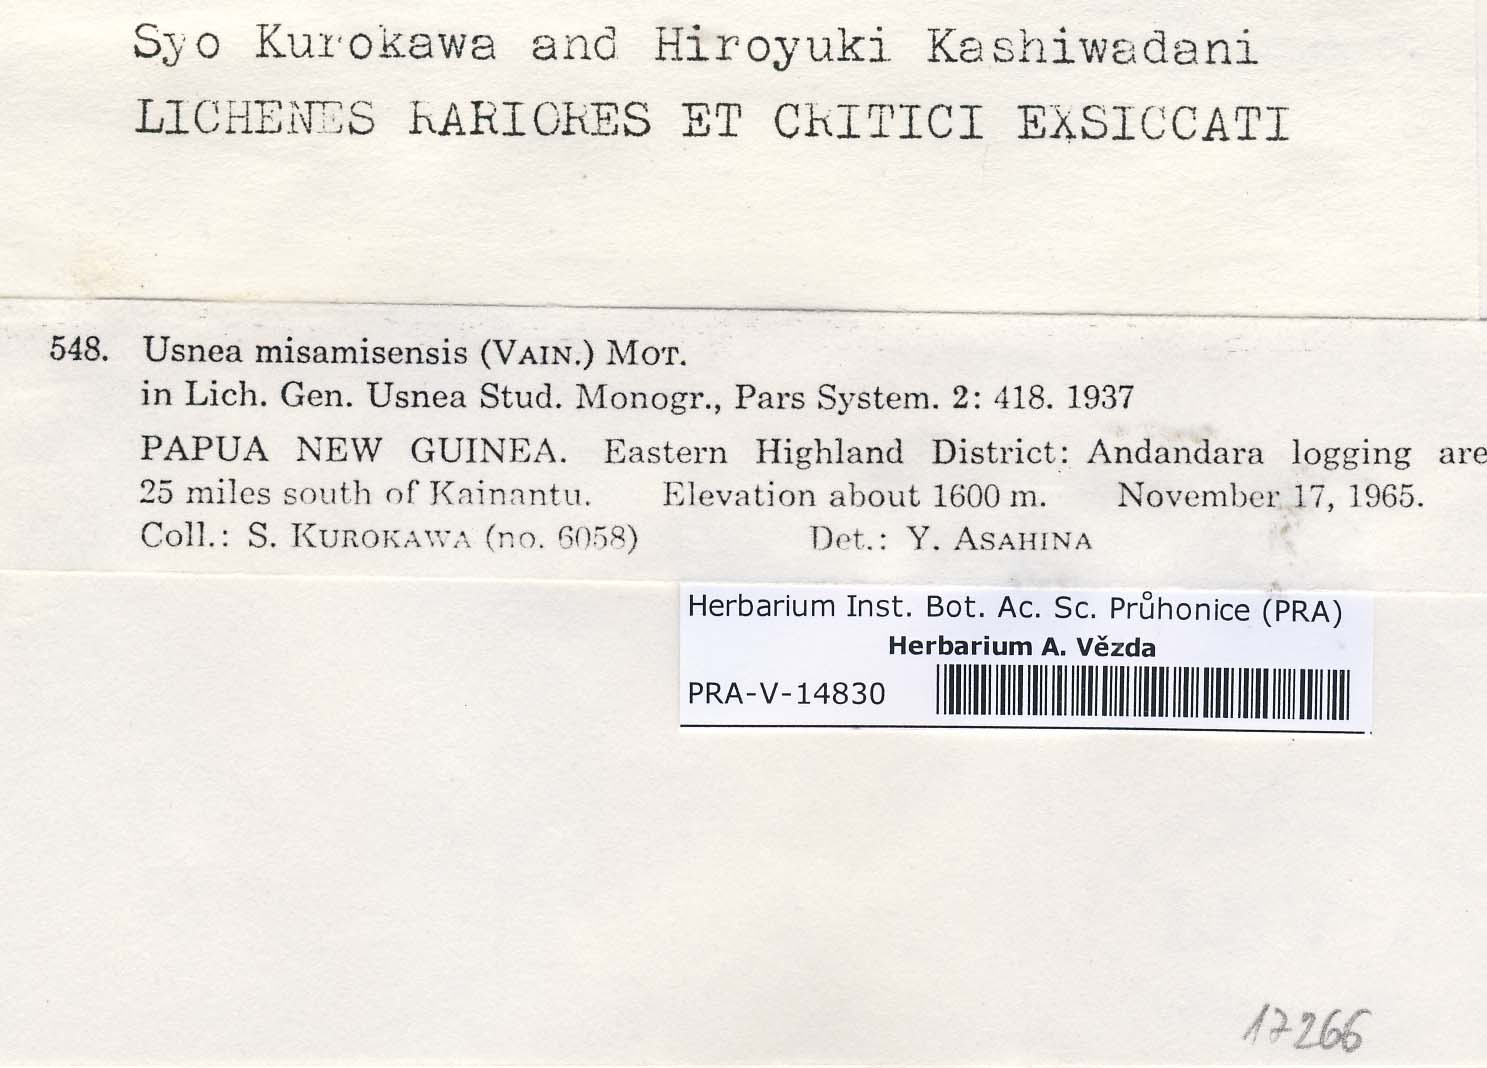 Syo Kurokawa and Hiroyuki Kashiwadani
LICHENES RARIORES ET CRITICI EXSICCATI
548. Usnea misamisensis (VAIN.) MOT.
in Lich. Gen. Usnea Stud. Monogr., Pars System. 2: 418. 1937
PAPUA NEW GUINEA. Eastern Highland District: Andandara logging are
25 miles south of Kainantu. Elevation about 1600 m. November 17, 1965.
Coll.: S. KUROKAWA (no. 6058) Det.: Y. ASAHINA
Herbarium Inst. Bot. Ac. Sc. Průhonice (PRA)
Herbarium A. Vězda
PRA-V-14830
17266